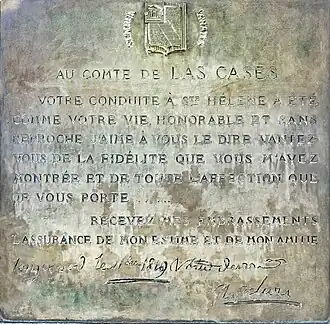 AU COMTE DE LAS CASES
VOTRE CONDUITE À STE HÉLÈNE A ÉTÉ
COMME VOTRE VIE, HONORABLE ET SANS
REPROCHE J'AIME À VOUS LE DIRE VANTEZ
VOUS DE LA FIDÉLITÉ QUE VOUS M'AVEZ
MONTRÉE ET DE TOUTE L'AFFECTION QUE
JE VOUS PORTE ......
RECEVEZ MES EMBRASSEMENTS
L'ASSURANCE DE MON ESTIME ET DE MON AMITIÉ